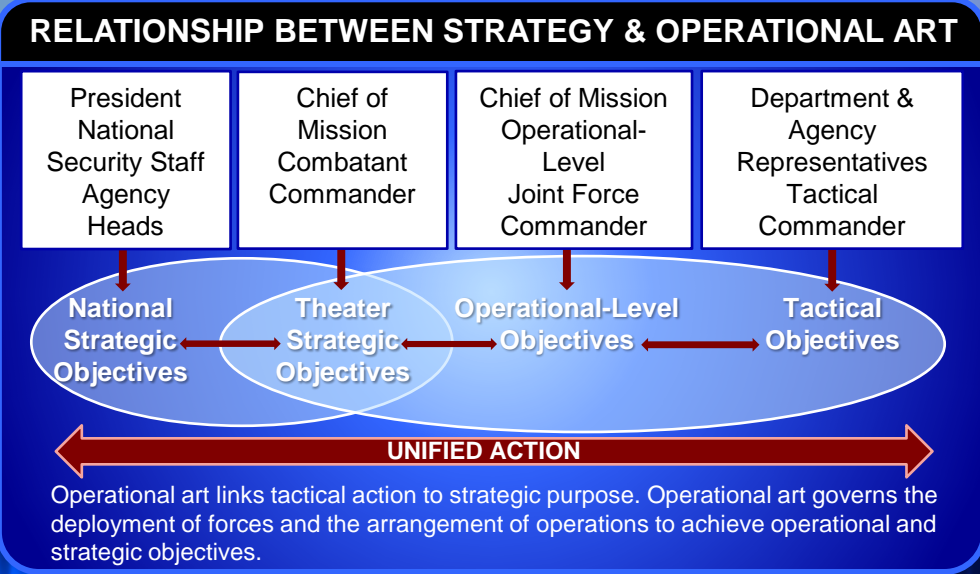 RELATIONSHIP BETWEEN STRATEGY & OPERATIONAL ART
President
National
Security Staff
Agency
Heads
Chief of
Mission
Combatant
Commander
Chief of Mission
Operational-
Level
Joint Force
Commander
Department &
Agency
Representatives
Tactical
Commander
National
Strategic
Objectives
Theater
Strategic
Objectives
Operational-Level
Objectives
Tactical
Objectives
UNIFIED ACTION
Operational art links tactical action to strategic purpose. Operational art governs the
deployment of forces and the arrangement of operations to achieve operational and
strategic objectives.